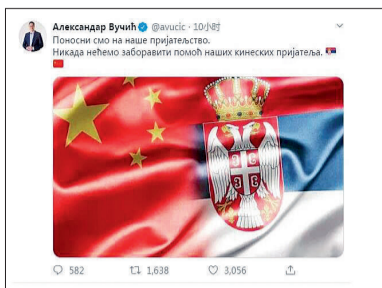 Александар Вучић @avucic · 10小时
Поносни смо на наше пријатељство.
Никада нећемо заборавити помоћ наших кинеских пријатеља. 🇷🇸
🇨🇳
582 1,638 3,056